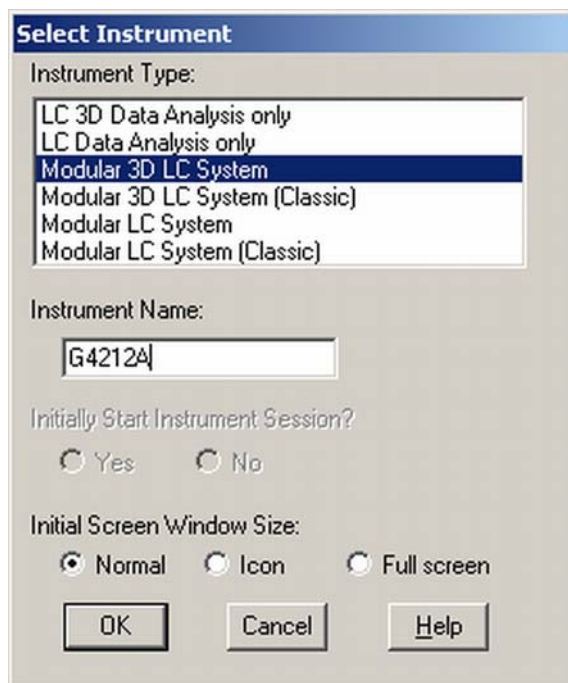 Select Instrument
Instrument Type:
LC 3D Data Analysis only
LC Data Analysis only
Modular 3D LC System
Modular 3D LC System (Classic)
Modular LC System
Modular LC System (Classic)
Instrument Name:
G4212A
Initially Start Instrument Session?
Yes No
Initial Screen Window Size:
Normal Icon Full screen
OK Cancel Help